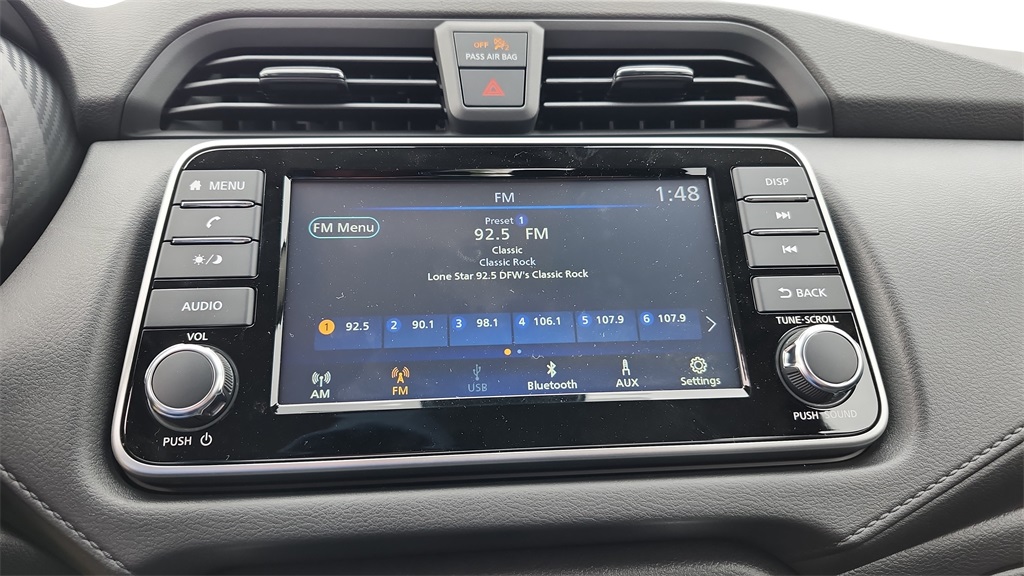 OFF
PASS AIR BAG
MENU
DISP
AUDIO
BACK
VOL
PUSH
TUNE·SCROLL
PUSH SOUND
FM
1:48
FM Menu
Preset 1
92.5 FM
Classic
Classic Rock
Lone Star 92.5 DFW's Classic Rock
1 92.5 2 90.1 3 98.1 4 106.1 5 107.9 6 107.9
AM FM USB Bluetooth AUX Settings